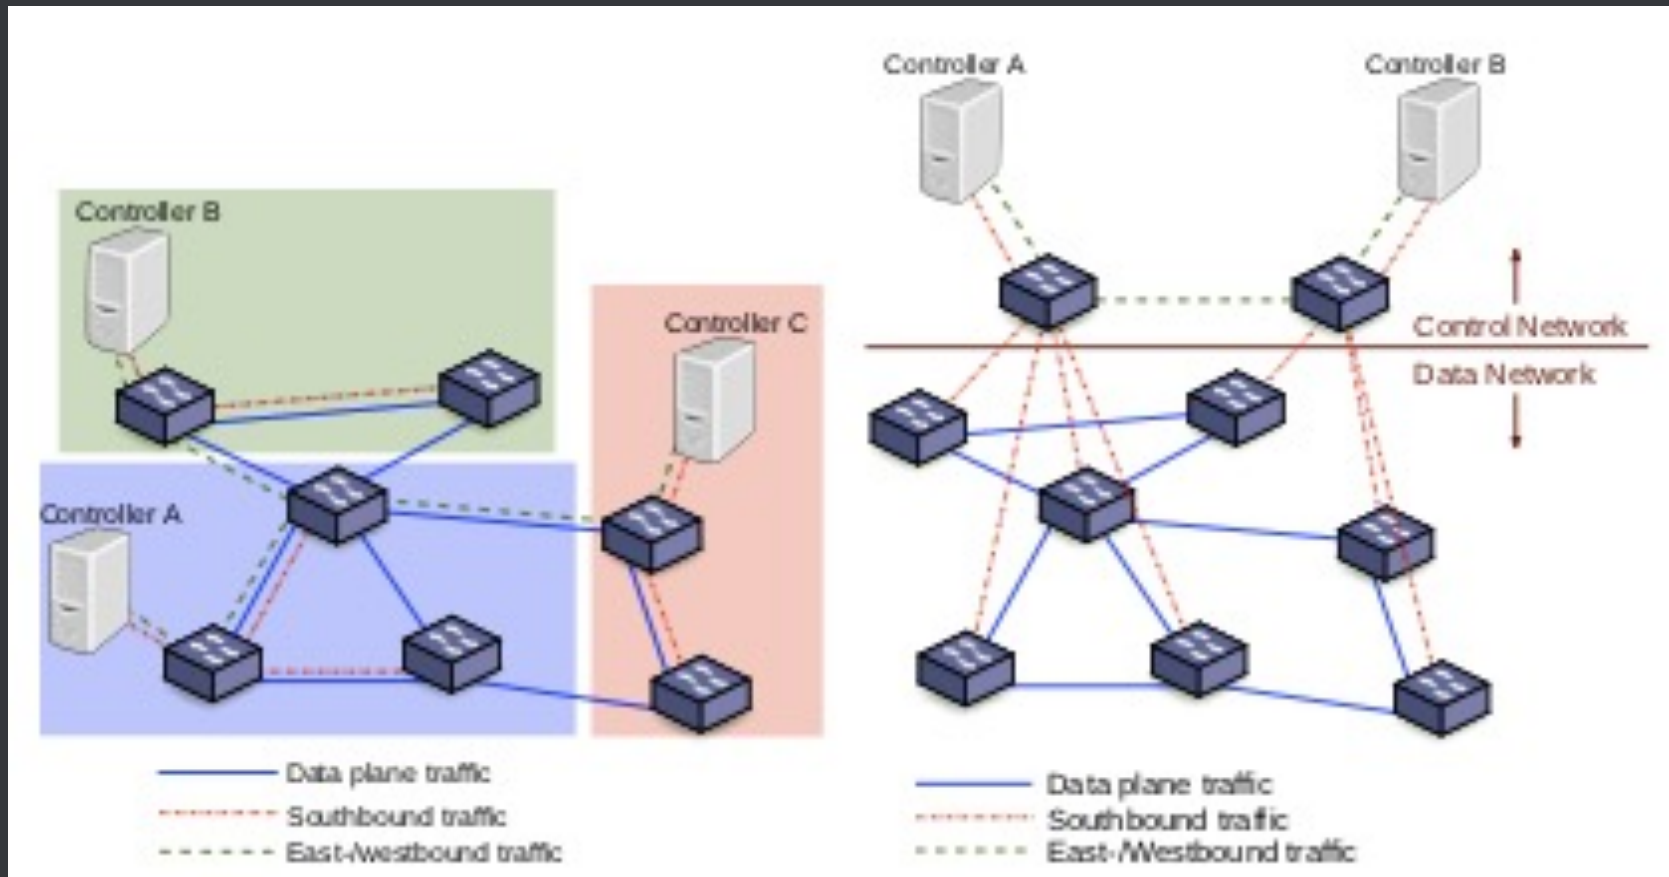 Controller B
Controller C
Controller A
Data plane traffic
Southbound traffic
East-/westbound traffic
Controller A
Controller B
Control Network
Data Network
Data plane traffic
Southbound traffic
East-/Westbound traffic